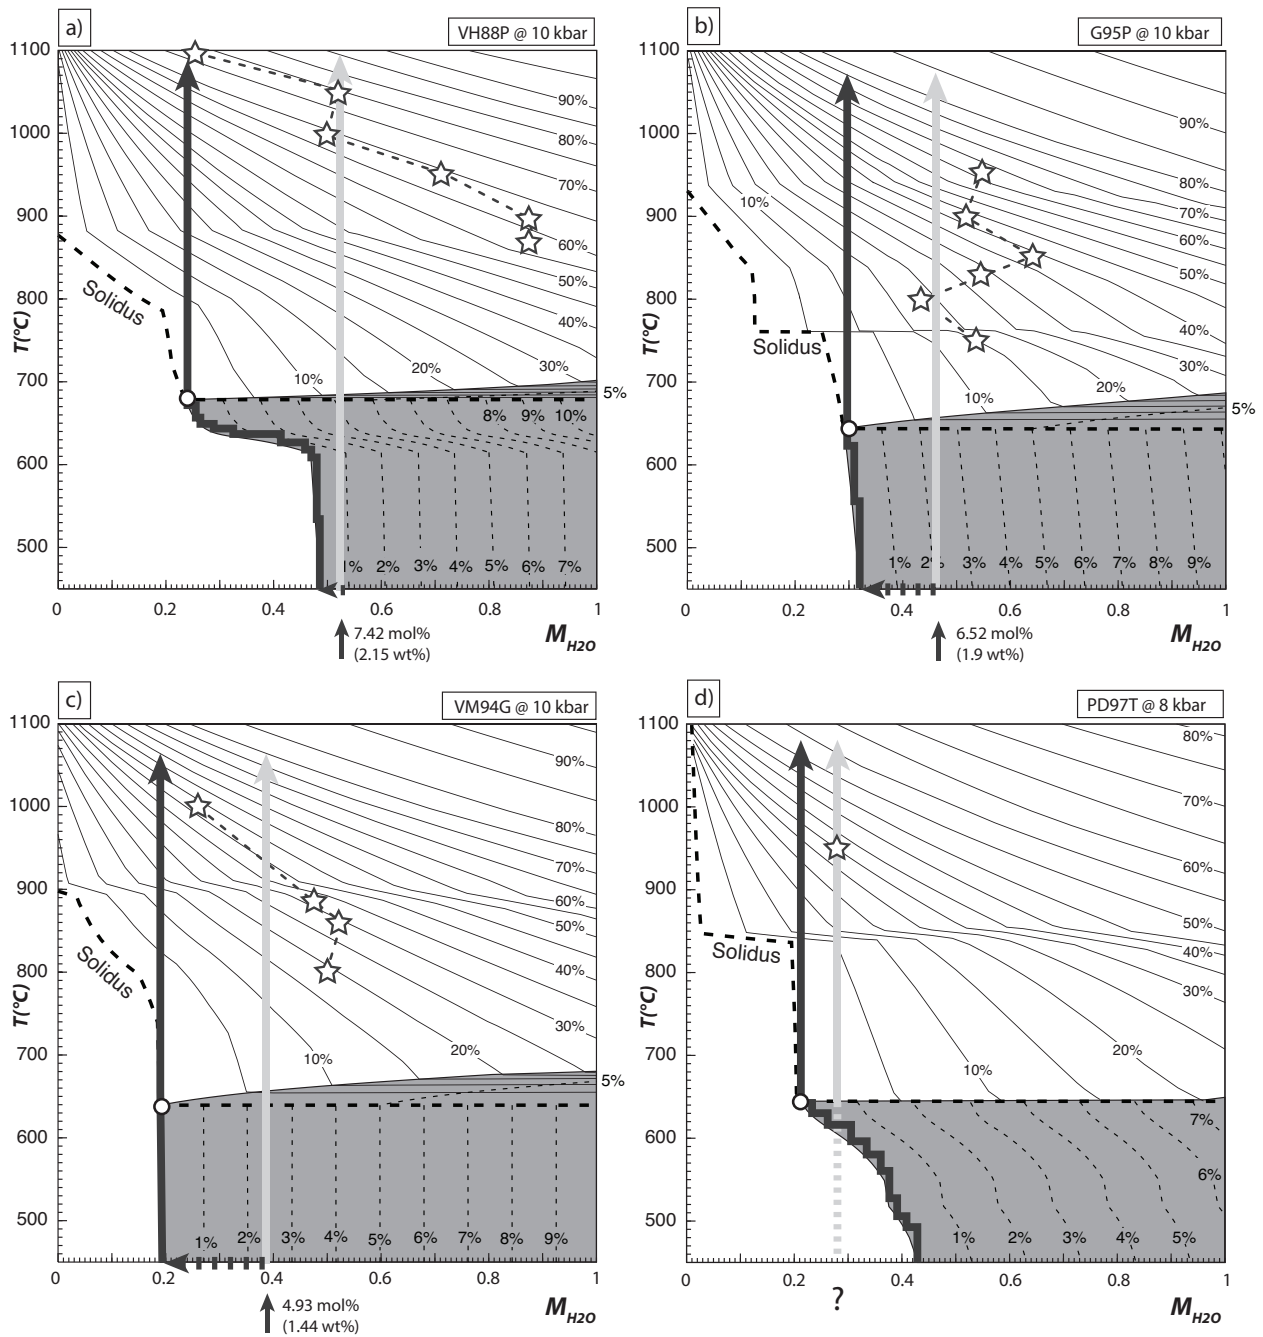 a)
VH88P @ 10 kbar
1100
1000
900
800
700
600
500
T(°C)
90%
80%
70%
60%
50%
40%
30%
20%
10%
5%
Solidus
8% 9% 10%
1% 2% 3% 4% 5% 6% 7%
0 0.2 0.4 0.6 0.8 1
MH2O
7.42 mol%
(2.15 wt%)
b)
G95P @ 10 kbar
1100
1000
900
800
700
600
500
T(°C)
90%
80%
70%
60%
50%
40%
30%
20%
10%
10%
5%
Solidus
1% 2% 3% 4% 5% 6% 7% 8% 9%
0 0.2 0.4 0.6 0.8 1
MH2O
6.52 mol%
(1.9 wt%)
c)
VM94G @ 10 kbar
1100
1000
900
800
700
600
500
T(°C)
90%
80%
70%
60%
50%
40%
30%
20%
10%
5%
Solidus
1% 2% 3% 4% 5% 6% 7% 8% 9%
0 0.2 0.4 0.6 0.8 1
MH2O
4.93 mol%
(1.44 wt%)
d)
PD97T @ 8 kbar
1100
1000
900
800
700
600
500
T(°C)
80%
70%
60%
50%
40%
30%
20%
10%
7%
6%
Solidus
1% 2% 3% 4% 5%
0 0.2 0.4 0.6 0.8 1
?
MH2O